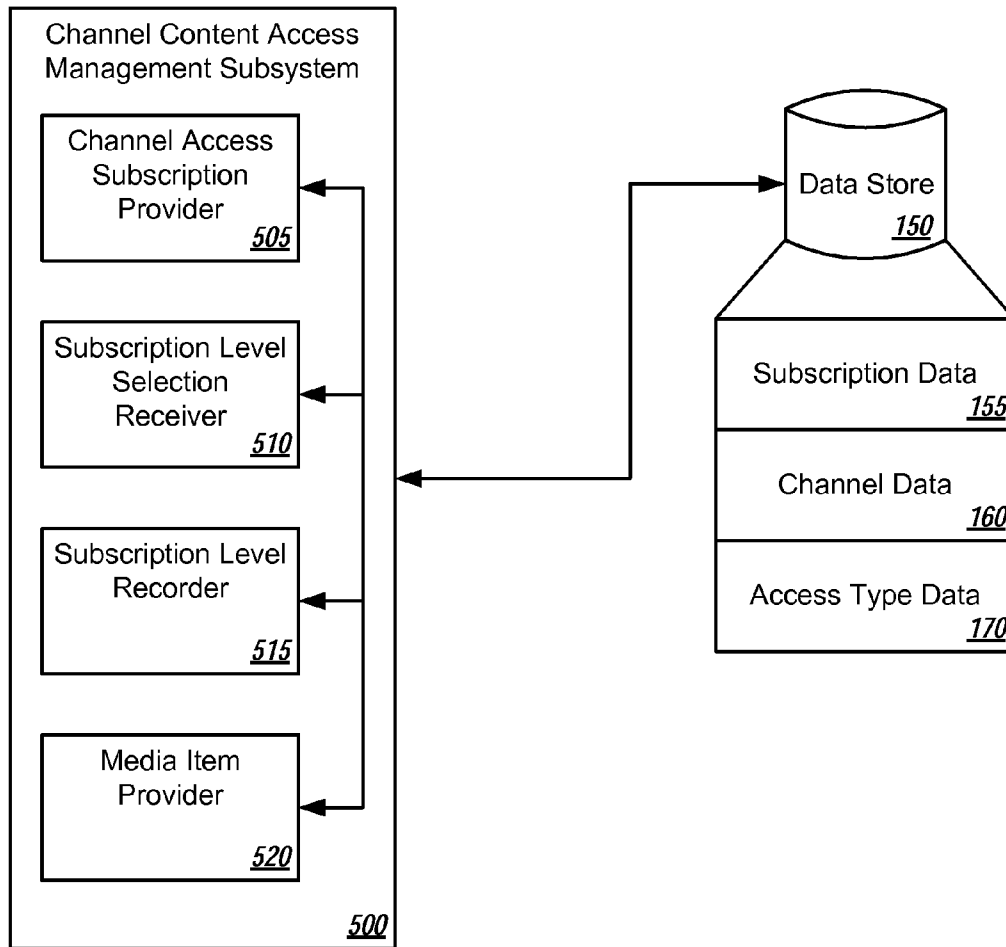 Channel Content Access
Management Subsystem
Channel Access
Subscription
Provider
505
Subscription Level
Selection
Receiver
510
Subscription Level
Recorder
515
Media Item
Provider
520
500
Data Store
150
Subscription Data
155
Channel Data
160
Access Type Data
170